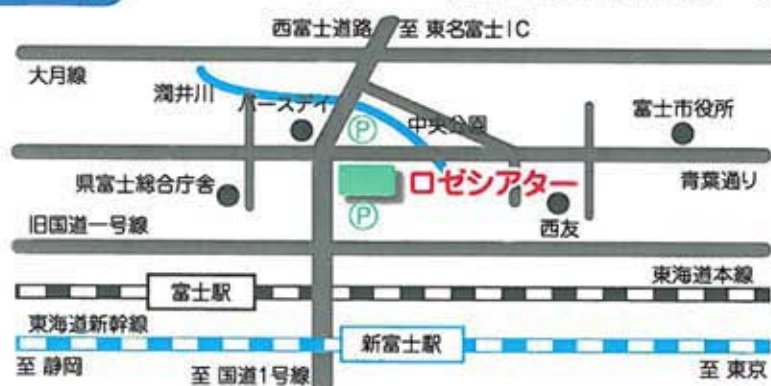 西富士道路
至 東名富士IC
大月線
潤井川
バースデイ
中央公園
富士市役所
P
県富士総合庁舎
ロゼシアター
青葉通り
P
西友
旧国道一号線
東海道本線
富士駅
東海道新幹線
新富士駅
至 静岡
至 国道1号線
至 東京